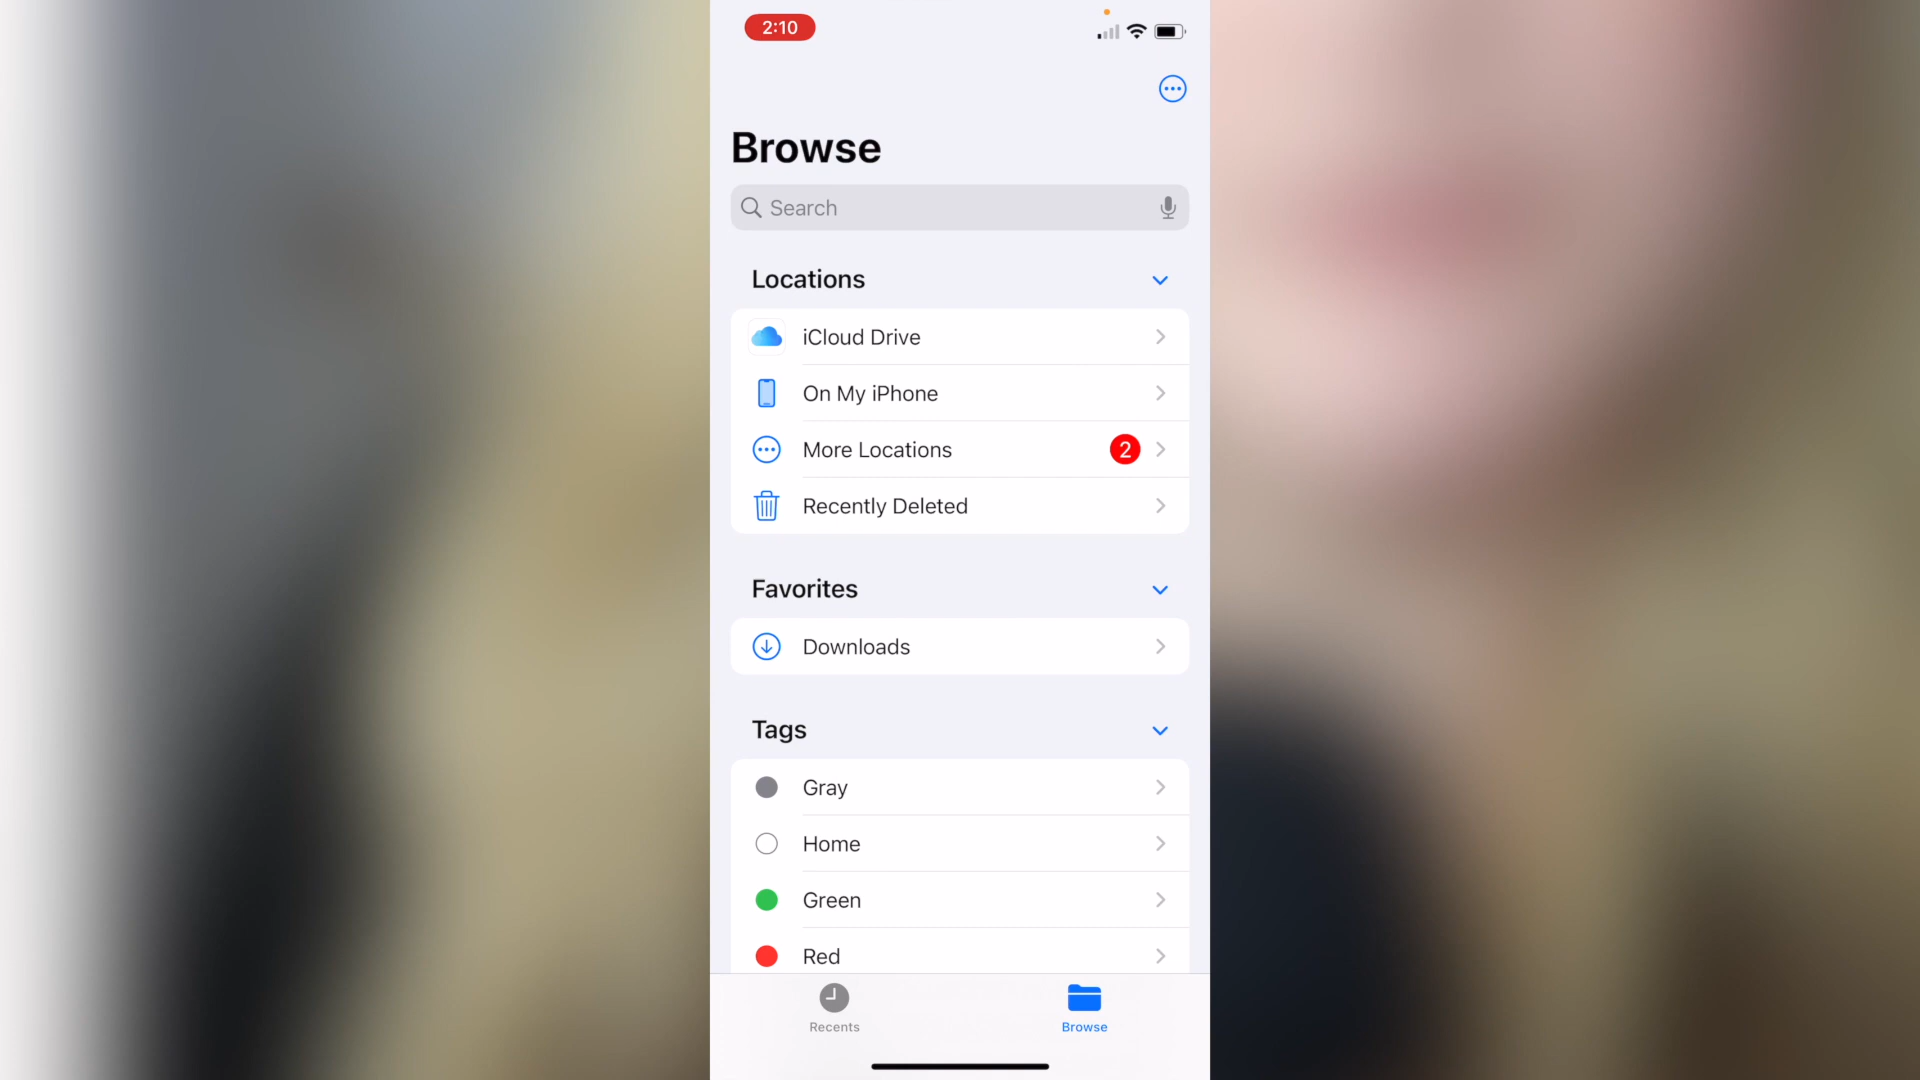 2:10
Browse
Search
Locations
iCloud Drive
On My iPhone
More Locations 2
Recently Deleted
Favorites
Downloads
Tags
Gray
Home
Green
Red
Recents Browse